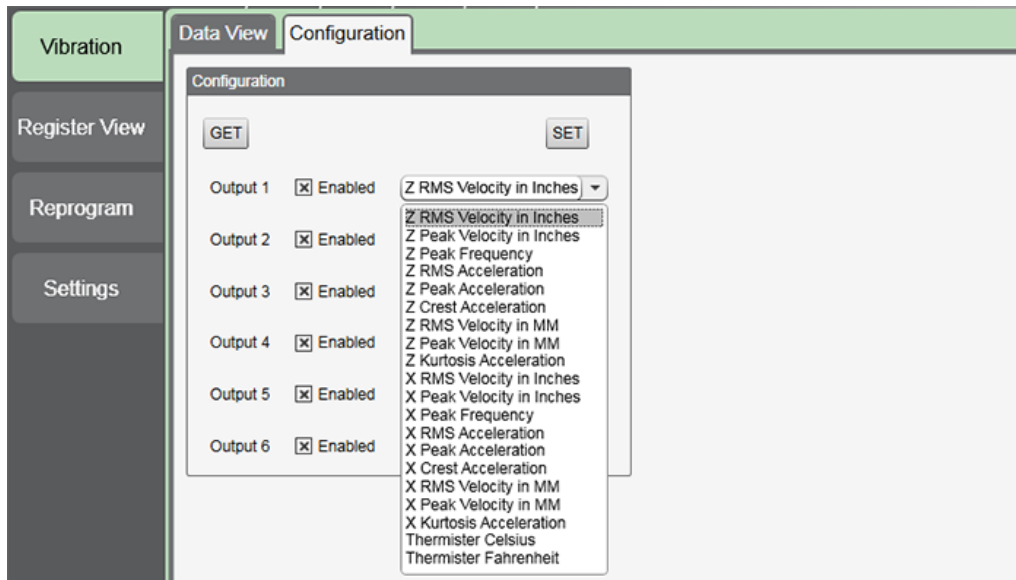 Vibration
Register View
Reprogram
Settings
Data View
Configuration
Configuration
GET
SET
Output 1
Enabled
Z RMS Velocity in Inches
Output 2
Enabled
Output 3
Enabled
Output 4
Enabled
Output 5
Enabled
Output 6
Enabled
Z RMS Velocity in Inches
Z Peak Velocity in Inches
Z Peak Frequency
Z RMS Acceleration
Z Peak Acceleration
Z Crest Acceleration
Z RMS Velocity in MM
Z Peak Velocity in MM
Z Kurtosis Acceleration
X RMS Velocity in Inches
X Peak Velocity in Inches
X Peak Frequency
X RMS Acceleration
X Peak Acceleration
X Crest Acceleration
X RMS Velocity in MM
X Peak Velocity in MM
X Kurtosis Acceleration
Thermister Celsius
Thermister Fahrenheit